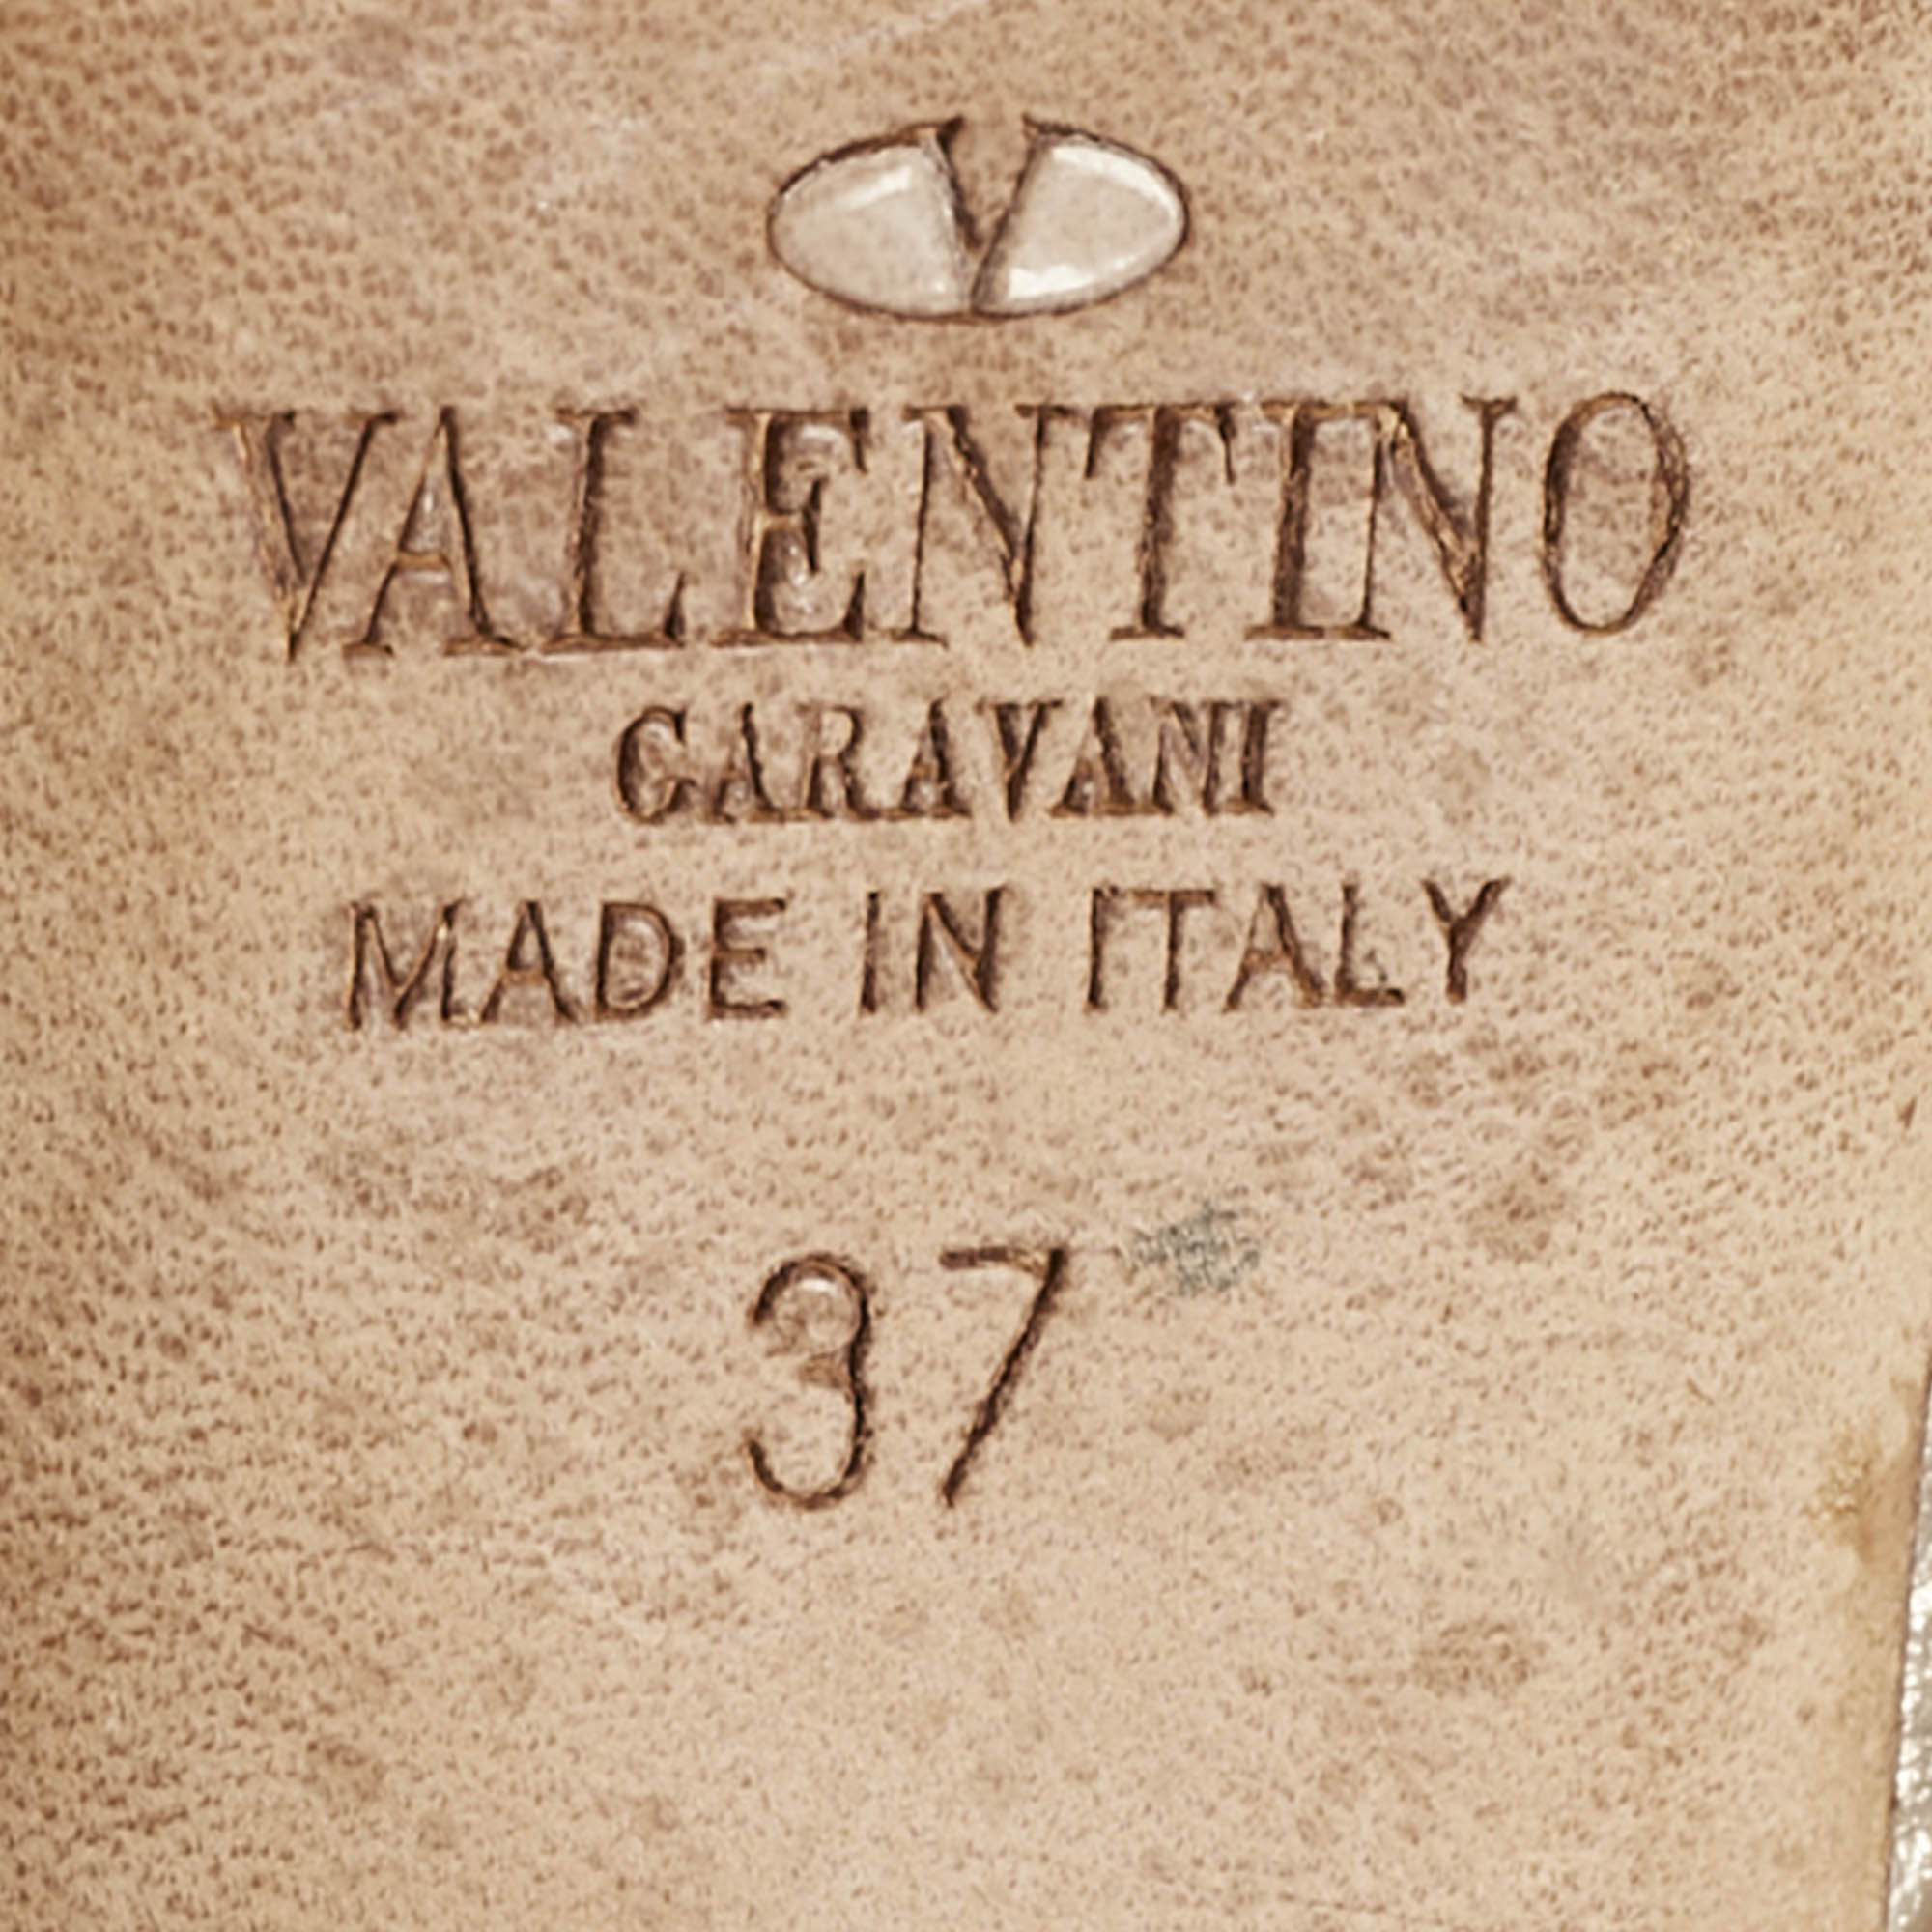 VALENTINO
GARAVANI
MADE IN ITALY
37